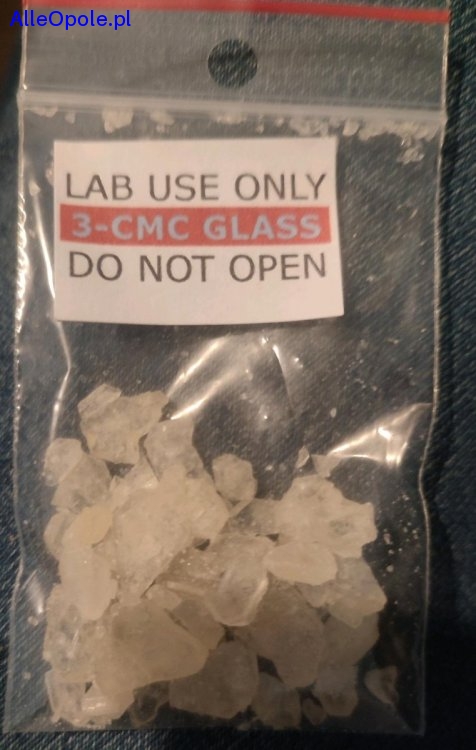 AlleOpole.pl
LAB USE ONLY
3-CMC GLASS
DO NOT OPEN